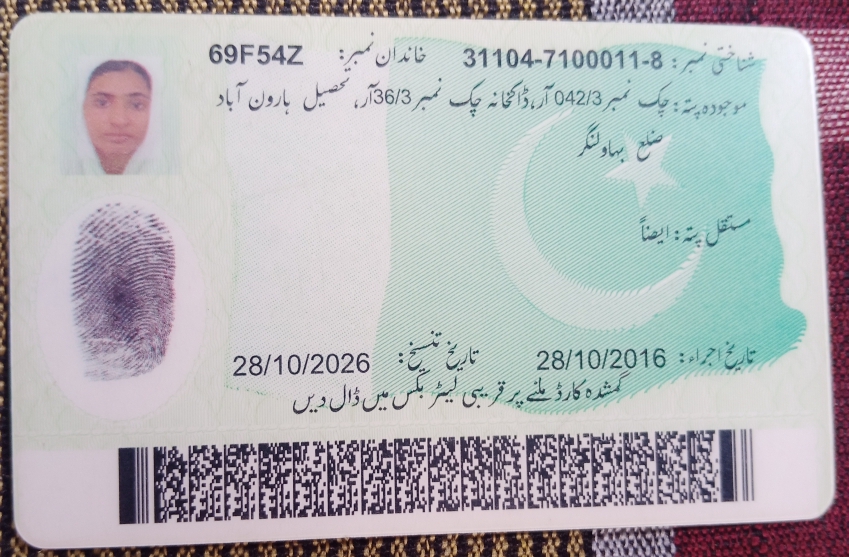 شناختی نمبر: 31104-7100011-8 خاندان نمبر: 69F54Z
موجودہ پتہ: چک نمبر 042/3 آر، ڈاکخانہ چک نمبر 36/3آر، تحصیل ہارون آباد
ضلع بہاولنگر
مستقل پتہ: ایضاً
تاریخ اجراء: 28/10/2016 تاریخ تنسیخ: 28/10/2026
گمشدہ کارڈ ملنے پر قریبی لیٹر بکس میں ڈال دیں